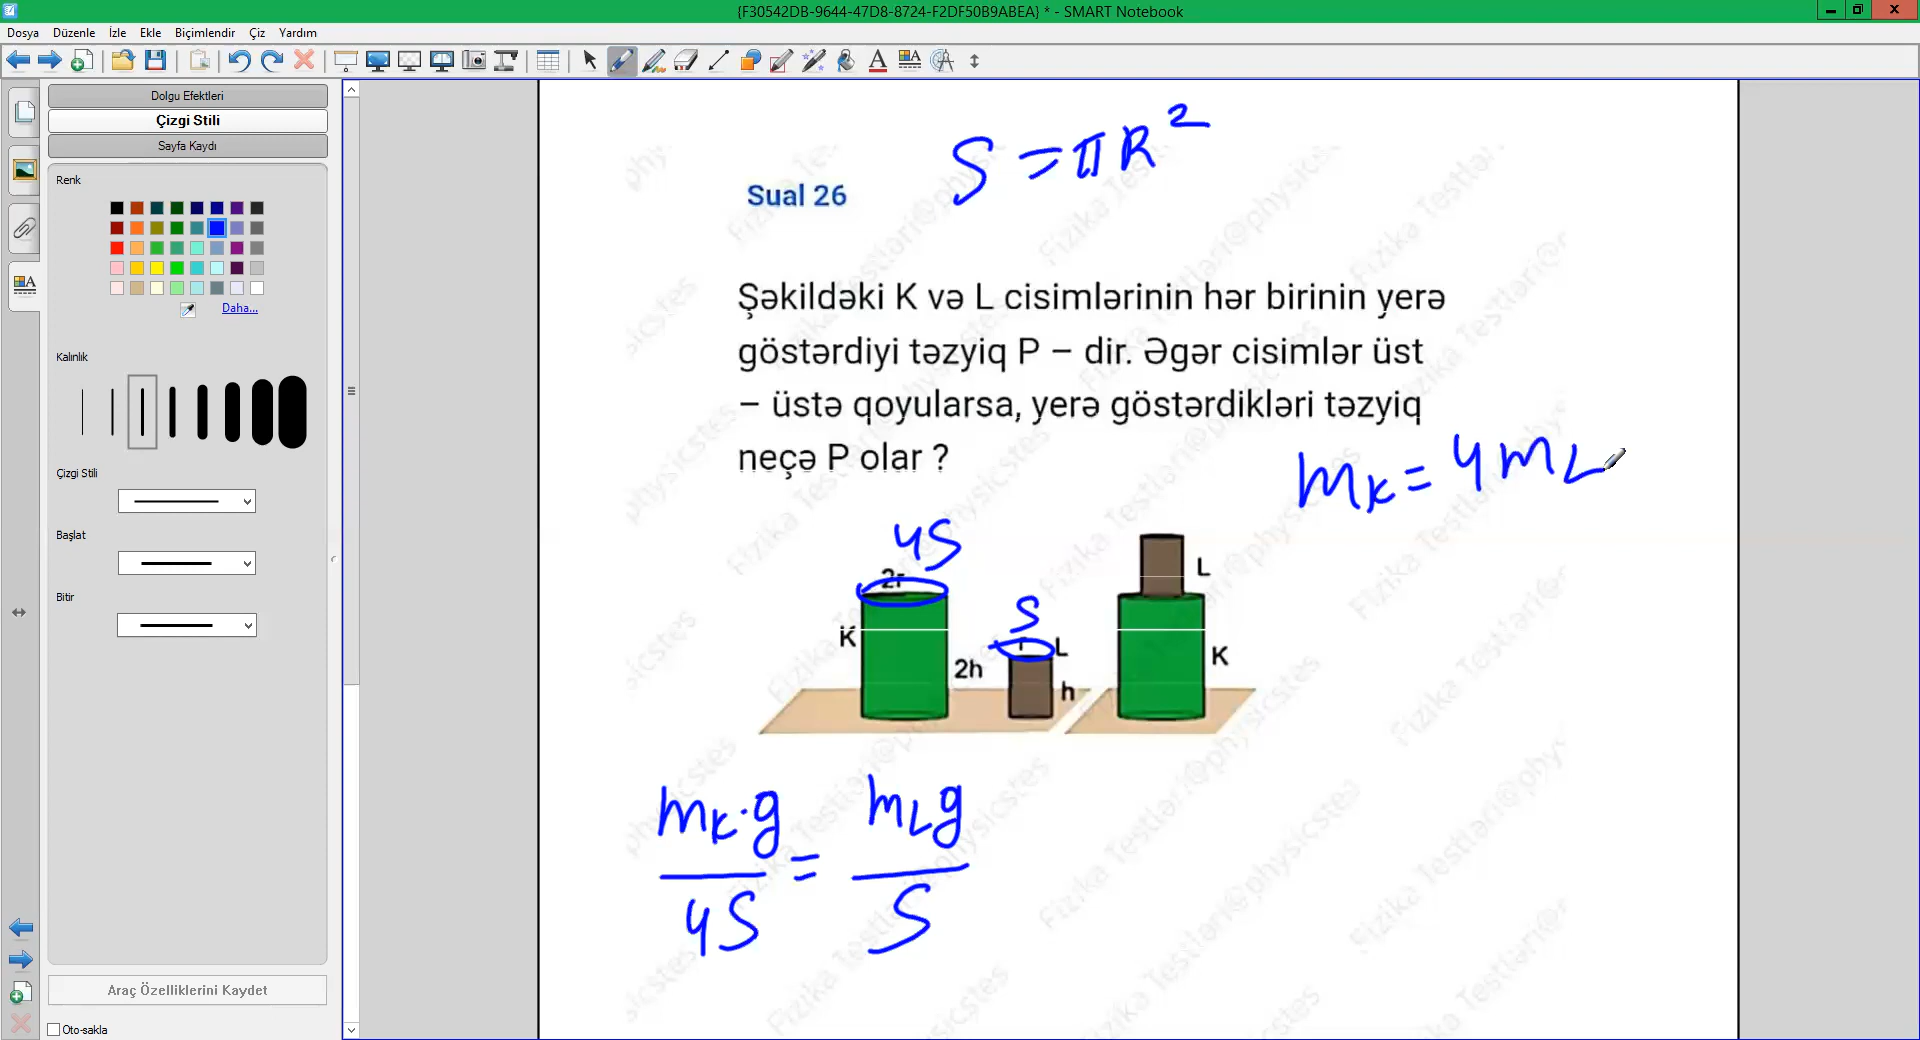 {F30542DB-9644-47D8-8724-F2DF50B9ABEA} * - SMART Notebook
Dosya Düzenle İzle Ekle Biçimlendir Çiz Yardım
Dolgu Efektleri
Çizgi Stili
Sayfa Kaydı
Renk
Daha...
Kalınlık
Çizgi Stili
Başlat
Bitir
Araç Özelliklerini Kaydet
Oto-sakla
S = πR²
Sual 26
Şəkildəki K və L cisimlərinin hər birinin yerə
göstərdiyi təzyiq P – dir. Əgər cisimlər üst
– üstə qoyularsa, yerə göstərdikləri təzyiq
neçə P olar ?
mK = 4mL
4S
2r
K
2h
S
r
L
h
L
K
mK·g / 4S = mLg / S
Fizika Testləri@physicstes